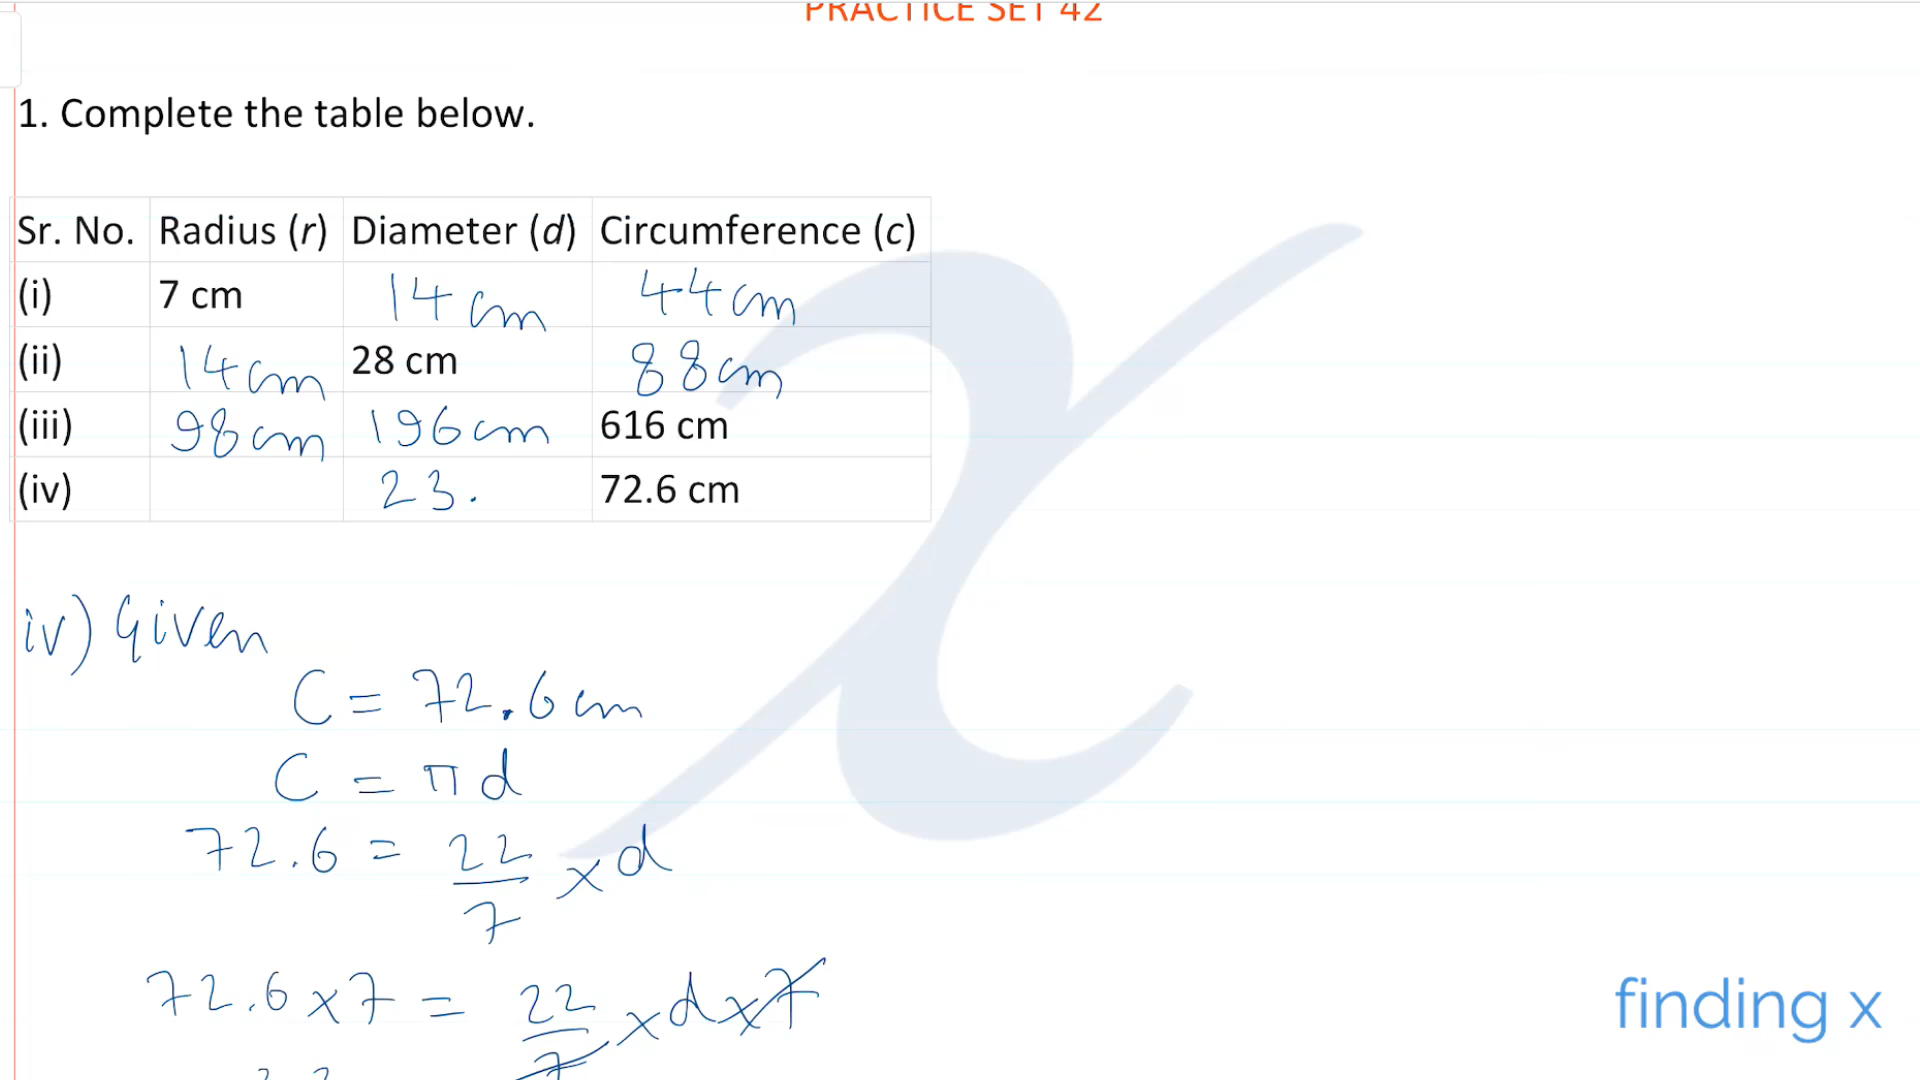 PRACTICE SET 42
1. Complete the table below.
Sr. No. Radius (r) Diameter (d) Circumference (c)
(i) 7 cm 14 cm 44 cm
(ii) 14 cm 28 cm 88 cm
(iii) 98 cm 196 cm 616 cm
(iv) 23. 72.6 cm
iv) Given
C = 72.6 cm
C = π d
72.6 = 22/7 × d
72.6 × 7 = 22/7 × d × 7
finding x